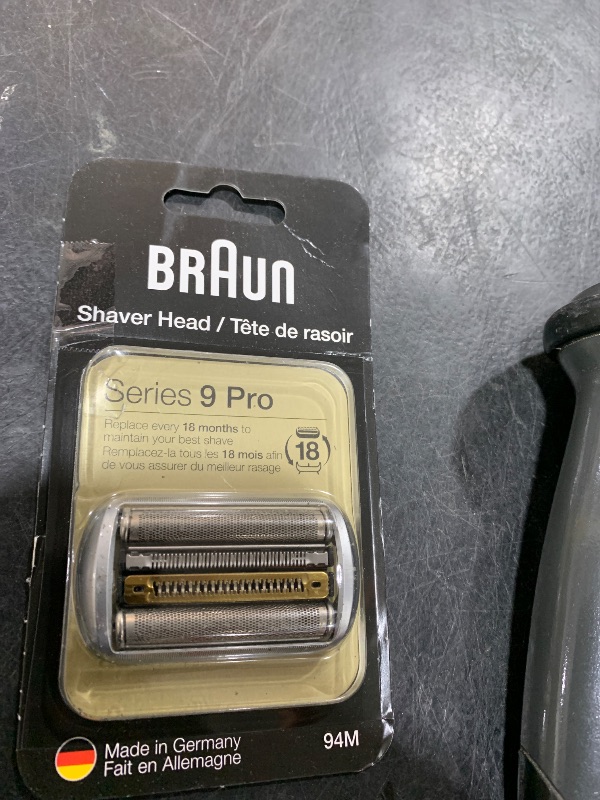 BRAUN
Shaver Head / Tête de rasoir
Series 9 Pro
Replace every 18 months to
maintain your best shave
Remplacez-la tous les 18 mois afin
de vous assurer du meilleur rasage
18
Made in Germany
Fait en Allemagne
94M